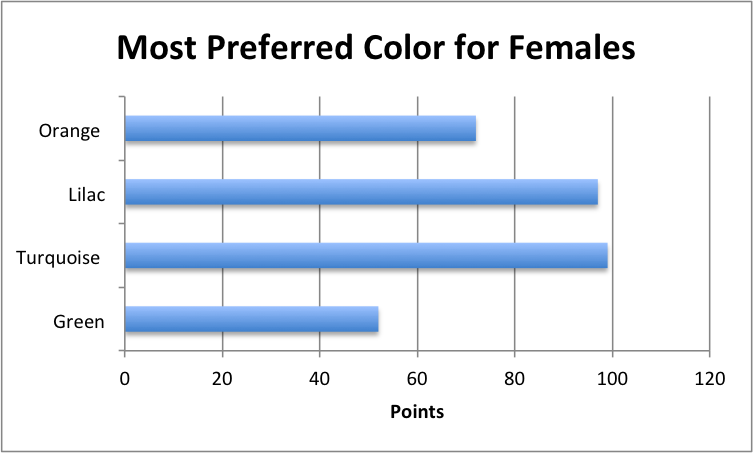 Most Preferred Color for Females
Orange
Lilac
Turquoise
Green
0 20 40 60 80 100 120
Points